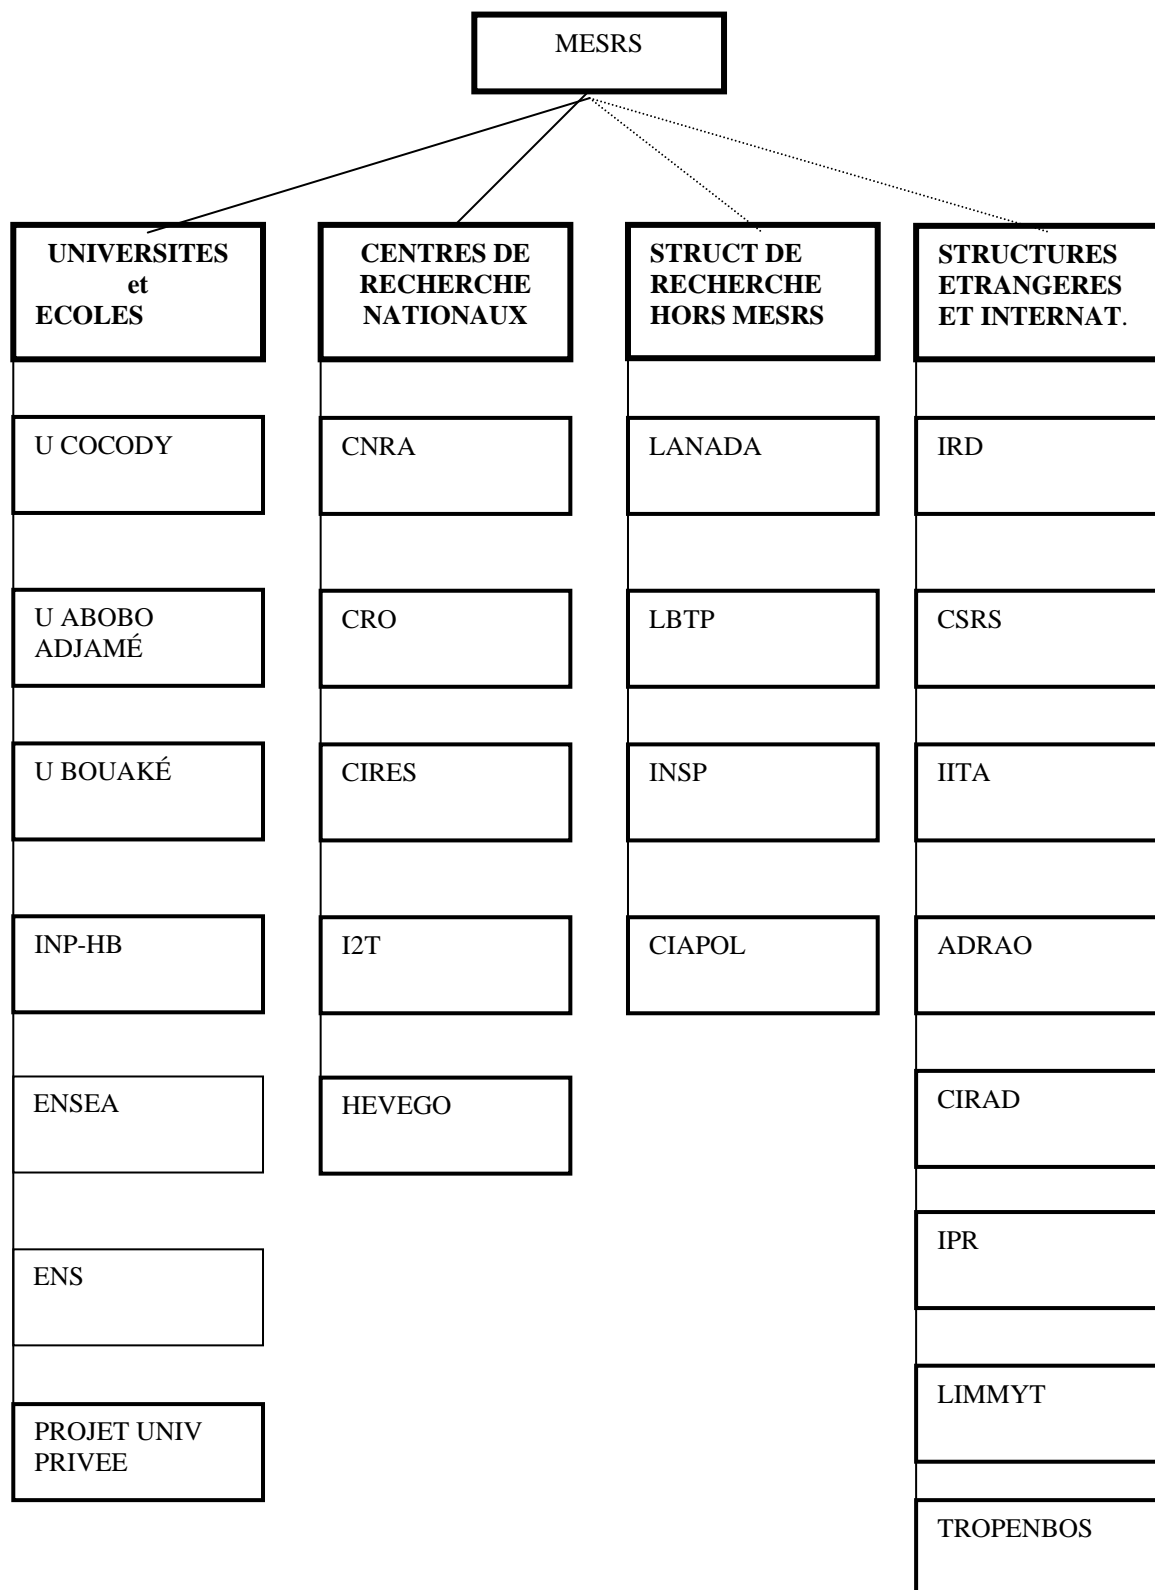 MESRS
UNIVERSITES
et
ECOLES
U COCODY
U ABOBO
ADJAMÉ
U BOUAKÉ
INP-HB
ENSEA
ENS
PROJET UNIV
PRIVEE
CENTRES DE
RECHERCHE
NATIONAUX
CNRA
CRO
CIRES
I2T
HEVEGO
STRUCT DE
RECHERCHE
HORS MESRS
LANADA
LBTP
INSP
CIAPOL
STRUCTURES
ETRANGERES
ET INTERNAT.
IRD
CSRS
IITA
ADRAO
CIRAD
IPR
LIMMYT
TROPENBOS